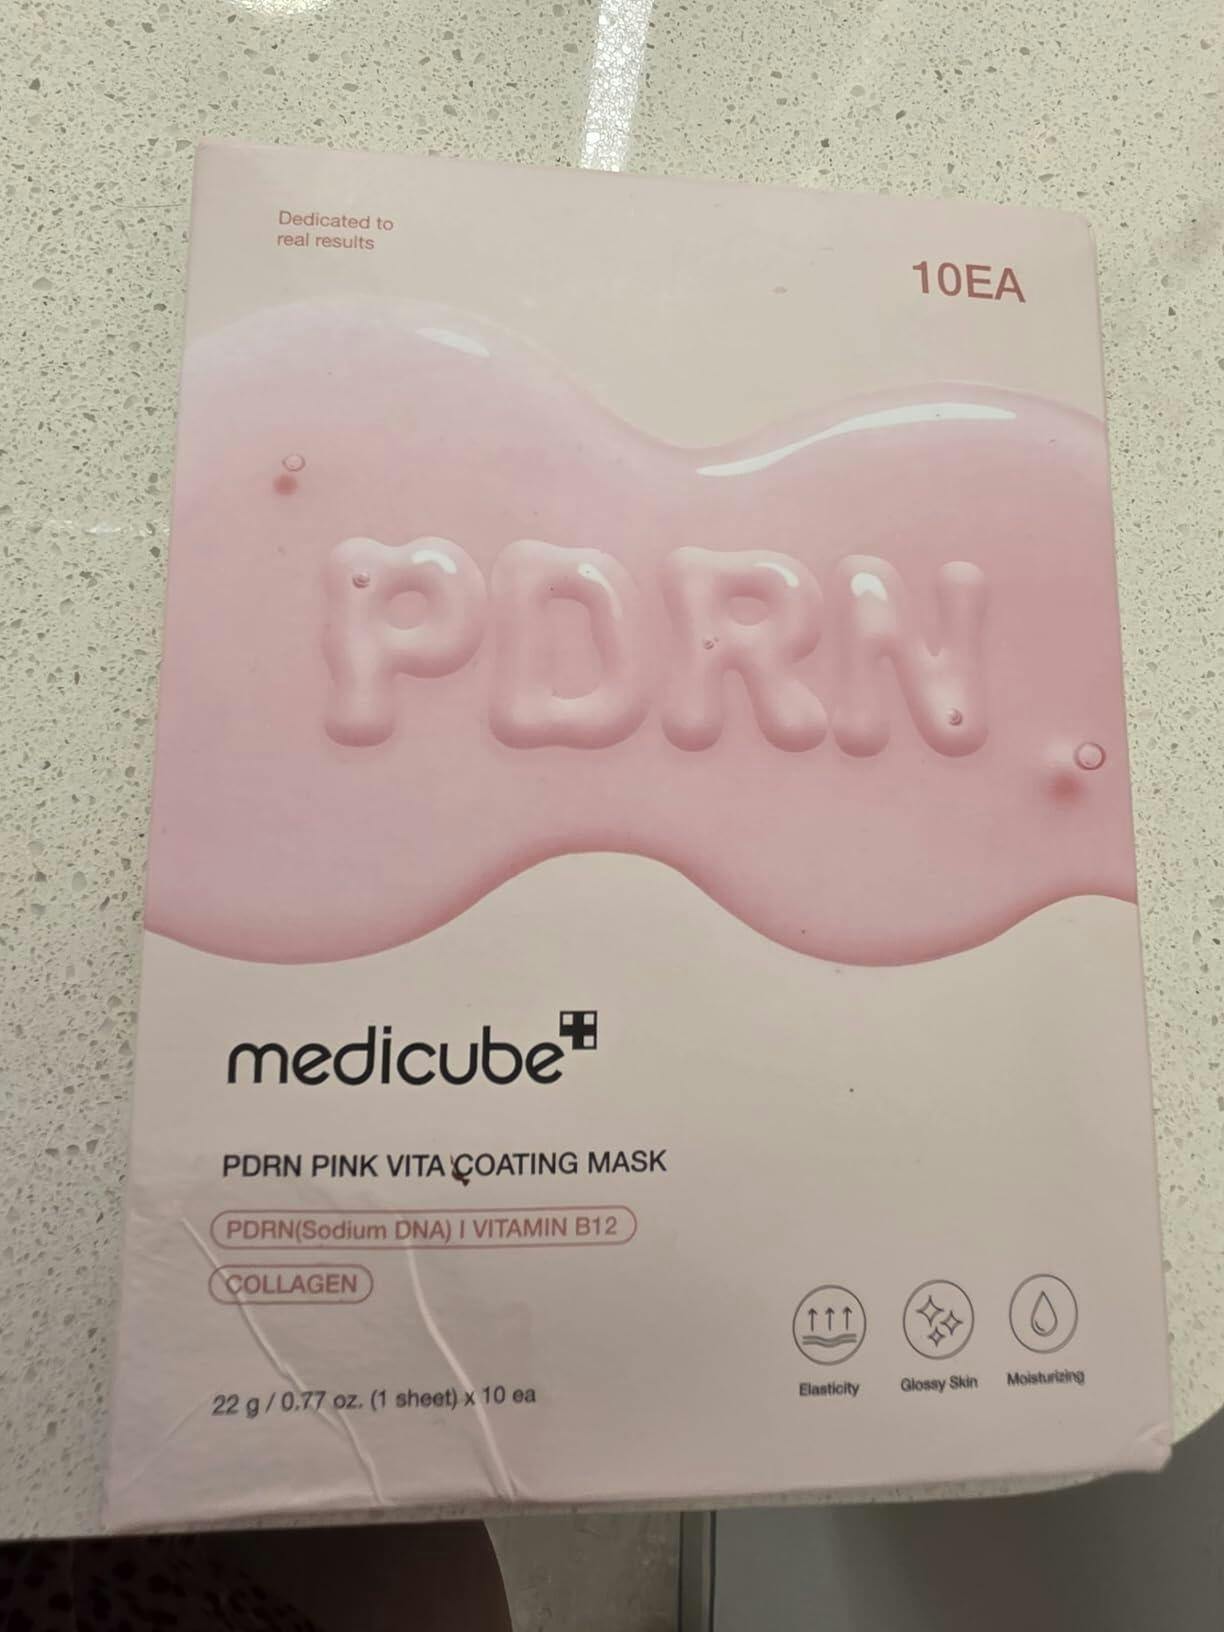 Dedicated to
real results
10EA
PDRN
medicube
PDRN PINK VITA COATING MASK
PDRN(Sodium DNA) I VITAMIN B12
COLLAGEN
22 g / 0.77 oz. (1 sheet) x 10 ea
Elasticity
Glossy Skin
Moisturizing